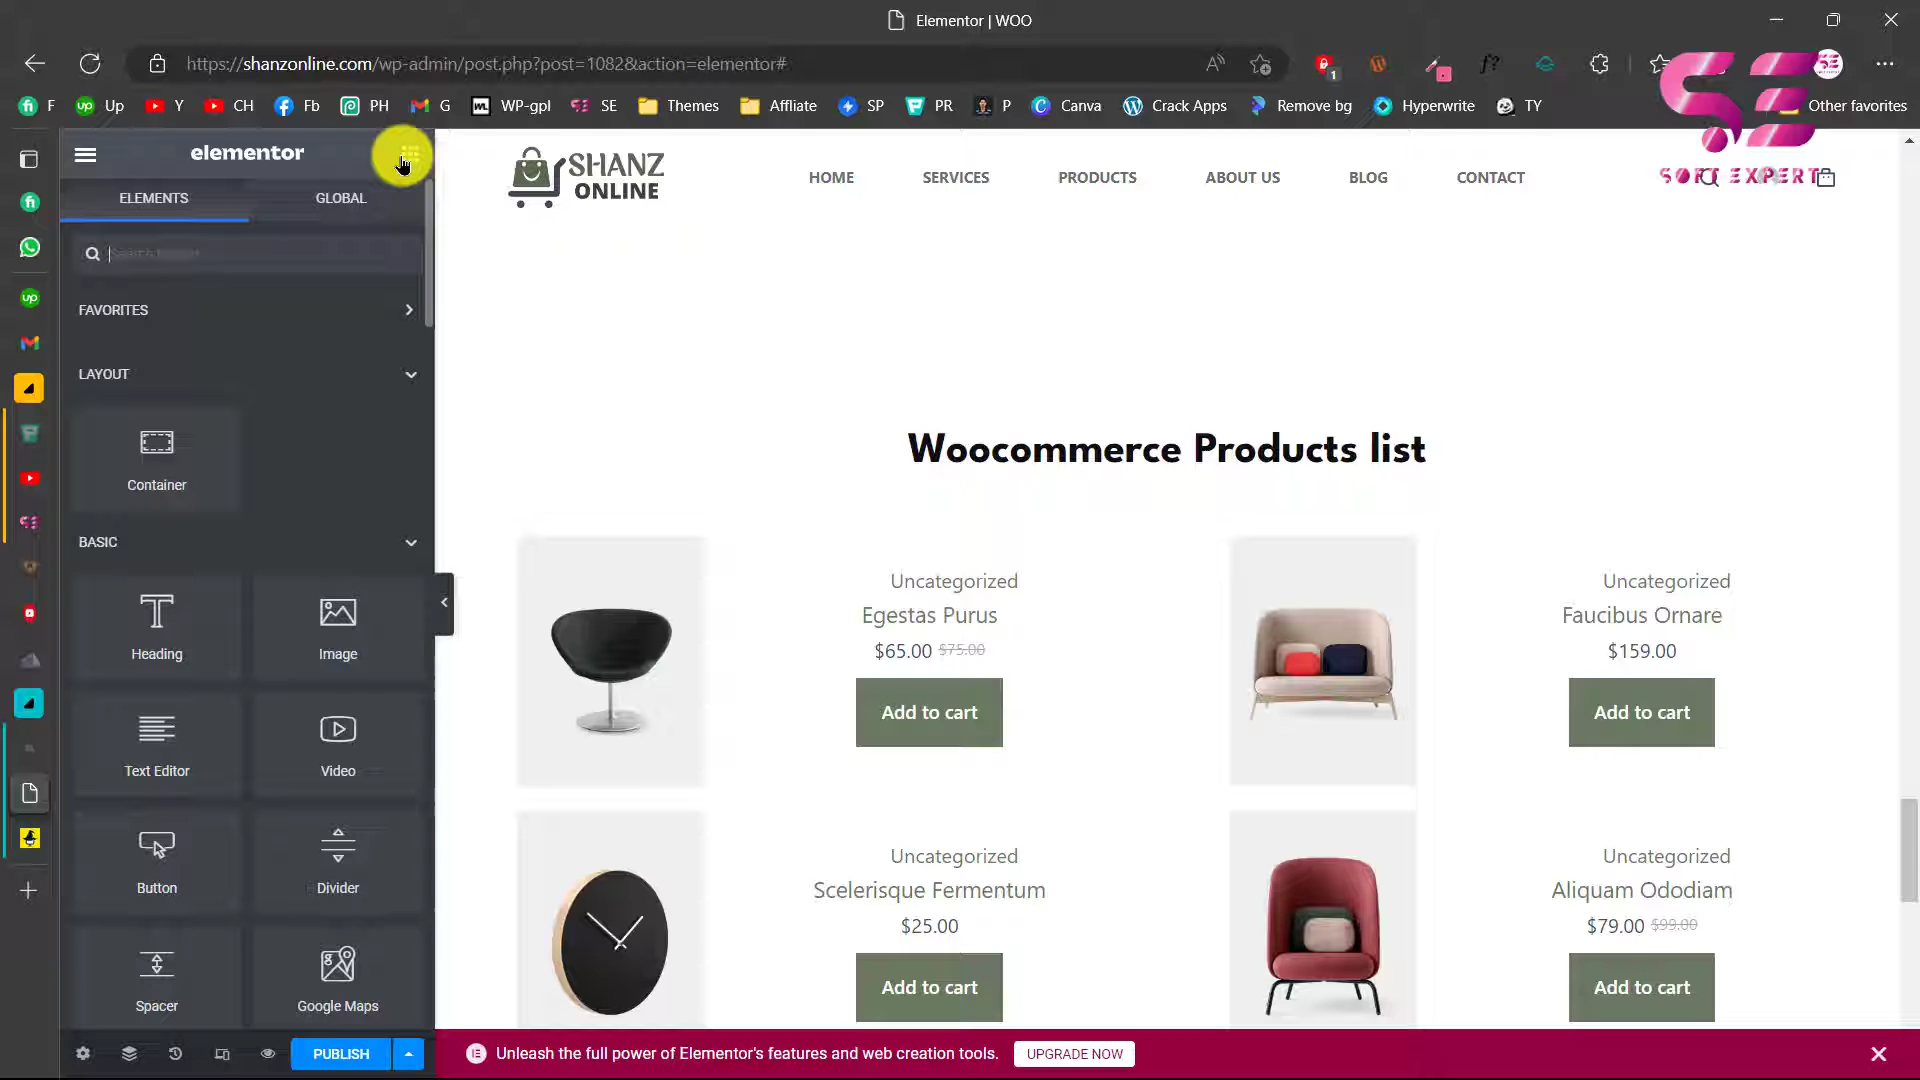 Elementor | WOO
https://shanzonline.com/wp-admin/post.php?post=1082&action=elementor#
1
F
Up
Y
CH
Fb
PH
G
WP-gpl
SE
Themes
Affliate
SP
PR
P
Canva
Crack Apps
Remove bg
Hyperwrite
TY
Other favorites
SE
SOFT EXPERT
elementor
ELEMENTS
GLOBAL
FAVORITES
LAYOUT
Container
BASIC
Heading
Image
Text Editor
Video
Button
Divider
Spacer
Google Maps
PUBLISH
SHANZ
ONLINE
HOME
SERVICES
PRODUCTS
ABOUT US
BLOG
CONTACT
Woocommerce Products list
Uncategorized
Egestas Purus
$65.00 $75.00
Add to cart
Uncategorized
Faucibus Ornare
$159.00
Add to cart
Uncategorized
Scelerisque Fermentum
$25.00
Add to cart
Uncategorized
Aliquam Ododiam
$79.00 $99.00
Add to cart
Unleash the full power of Elementor's features and web creation tools.
UPGRADE NOW